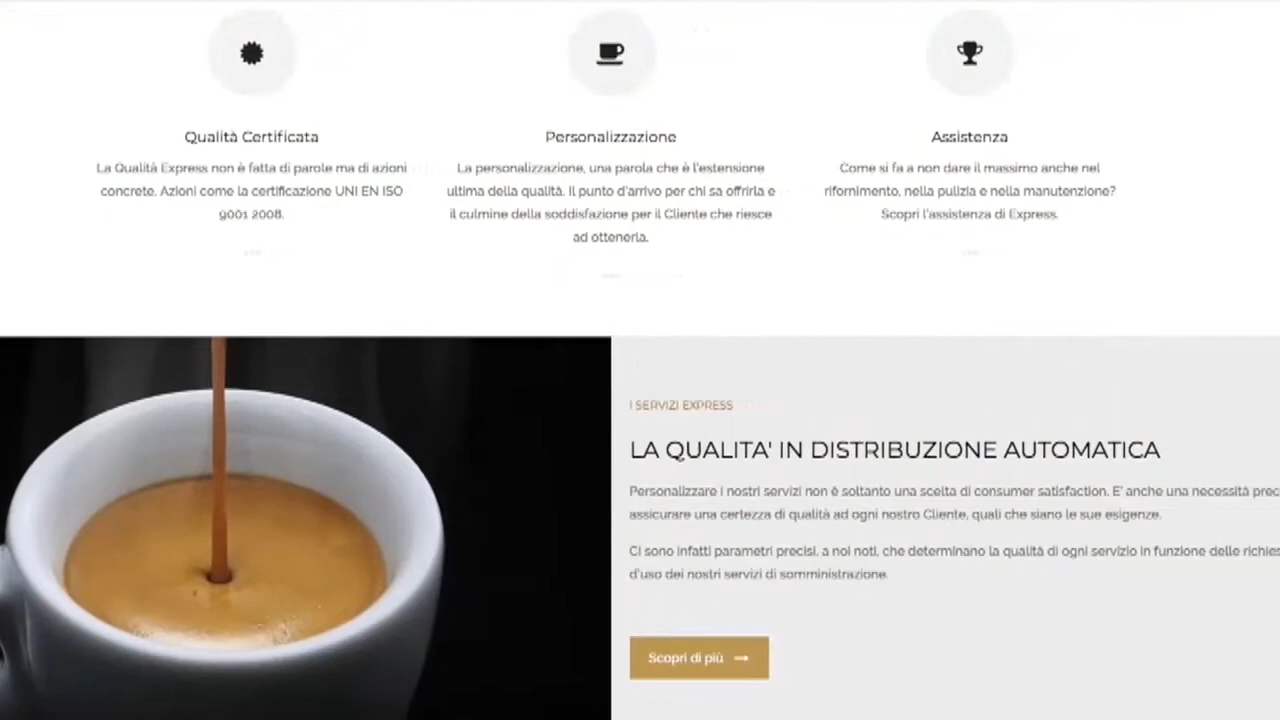 Qualità Certificata
La Qualità Express non è fatta di parole ma di azioni
concrete. Azioni come la certificazione UNI EN ISO
9001 2008.
Personalizzazione
La personalizzazione, una parola che è l'estensione
ultima della qualità. Il punto d'arrivo per chi sa offrirla e
il culmine della soddisfazione per il Cliente che riesce
ad ottenerla.
Assistenza
Come si fa a non dare il massimo anche nel
rifornimento, nella pulizia e nella manutenzione?
Scopri l'assistenza di Express.
I SERVIZI EXPRESS
LA QUALITA' IN DISTRIBUZIONE AUTOMATICA
Personalizzare i nostri servizi non è soltanto una scelta di consumer satisfaction. E' anche una necessità prec
assicurare una certezza di qualità ad ogni nostro Cliente, quali che siano le sue esigenze.
Ci sono infatti parametri precisi, a noi noti, che determinano la qualità di ogni servizio in funzione delle richies
d'uso dei nostri servizi di somministrazione.
Scopri di più